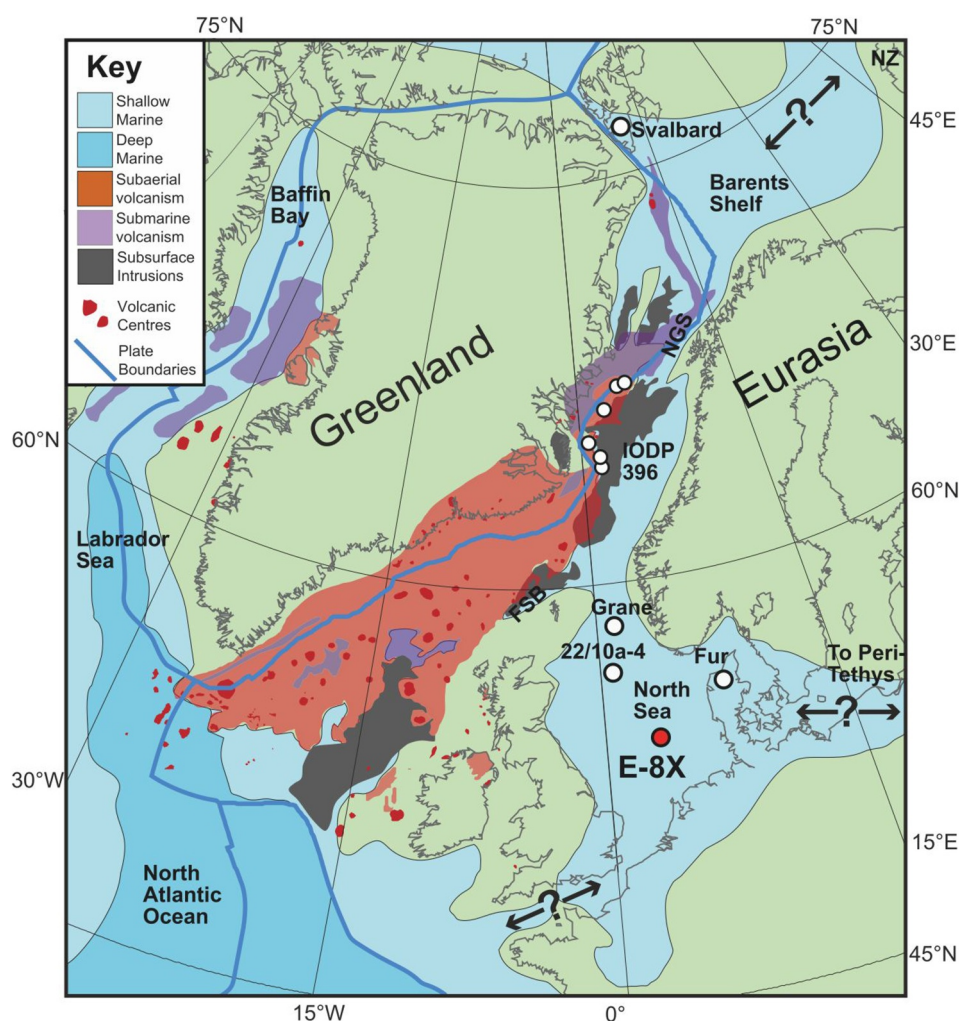 75°N
75°N
Key
Shallow
Marine
Deep
Marine
Subaerial
volcanism
Submarine
volcanism
Subsurface
Intrusions
Volcanic
Centres
Plate
Boundaries
NZ
45°E
Svalbard
Barents
Shelf
Baffin
Bay
Greenland
Eurasia
NGS
30°E
60°N
IODP
396
60°N
Labrador
Sea
FSB
Grane
22/10a-4
Fur
To Peri-
Tethys
?
?
North
Sea
E-8X
30°W
15°E
North
Atlantic
Ocean
?
45°N
15°W
0°